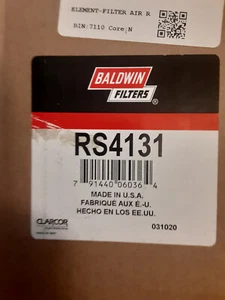 ELEMENT-FILTER AIR R
BIN:7110 Core:N
BALDWIN
FILTERS
RS4131
7 91440 06036 4
MADE IN U.S.A.
FABRIQUÉ AUX É.-U.
HECHO EN LOS EE.UU.
CLARCOR
031020